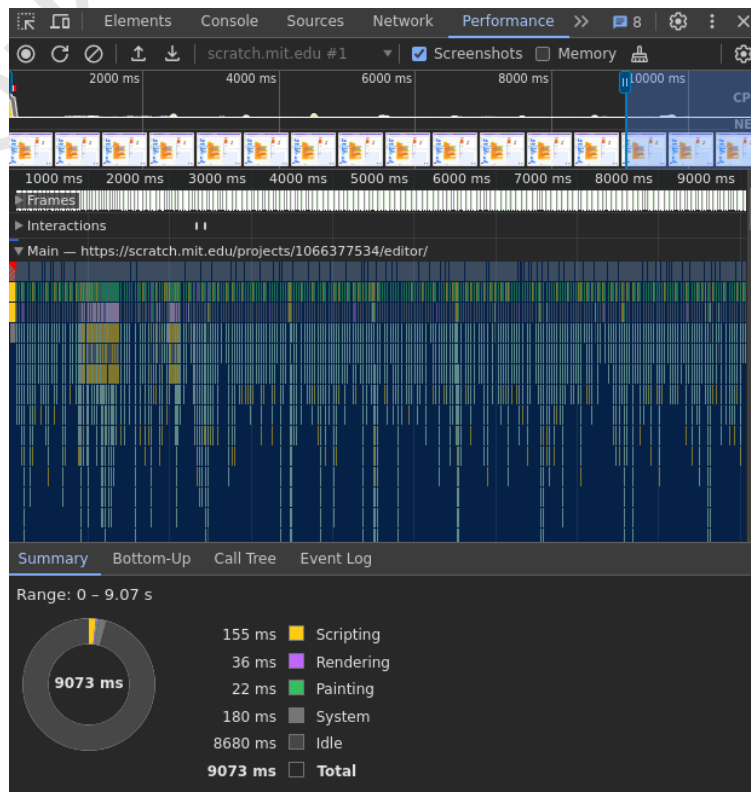 Elements Console Sources Network Performance 8
scratch.mit.edu #1 Screenshots Memory
2000 ms 4000 ms 6000 ms 8000 ms 10000 ms
CP
NE
1000 ms 2000 ms 3000 ms 4000 ms 5000 ms 6000 ms 7000 ms 8000 ms 9000 ms
Frames
Interactions
Main — https://scratch.mit.edu/projects/1066377534/editor/
Summary Bottom-Up Call Tree Event Log
Range: 0 – 9.07 s
9073 ms
155 ms Scripting
36 ms Rendering
22 ms Painting
180 ms System
8680 ms Idle
9073 ms Total